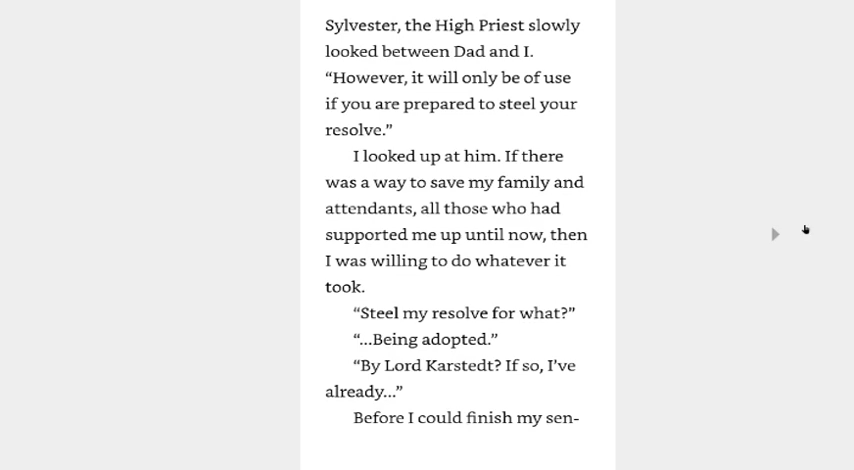 Sylvester, the High Priest slowly
looked between Dad and I.
“However, it will only be of use
if you are prepared to steel your
resolve.”
I looked up at him. If there
was a way to save my family and
attendants, all those who had
supported me up until now, then
I was willing to do whatever it
took.
“Steel my resolve for what?”
“...Being adopted.”
“By Lord Karstedt? If so, I’ve
already...”
Before I could finish my sen-